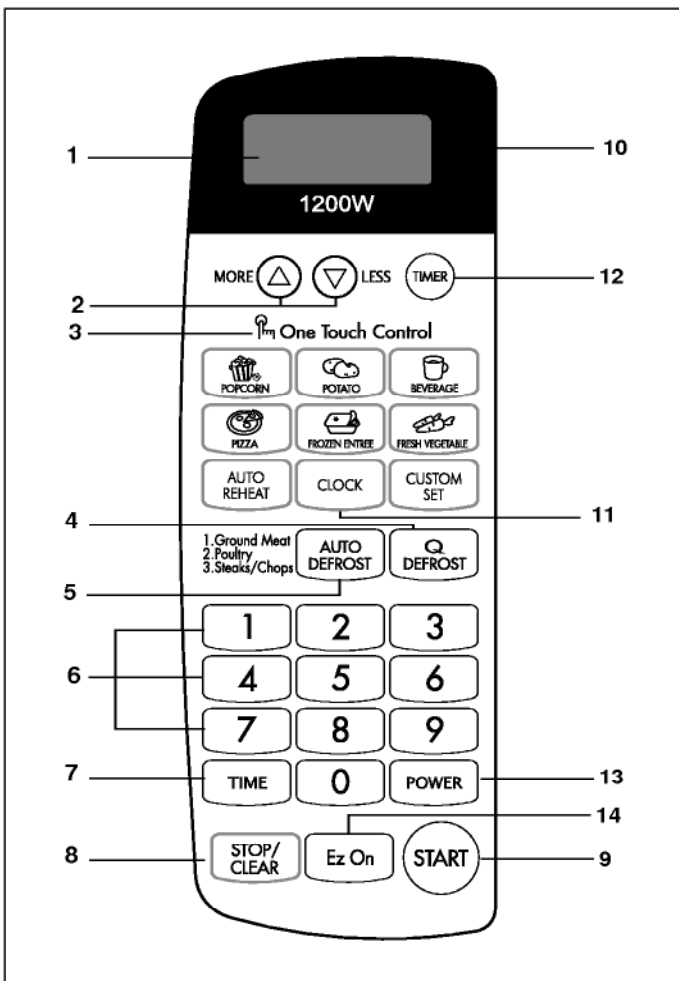 1
10
1200W
MORE
LESS
TIMER
12
2
3
One Touch Control
POPCORN
POTATO
BEVERAGE
PIZZA
FROZEN ENTREE
FRESH VEGETABLE
AUTO
REHEAT
CLOCK
CUSTOM
SET
4
11
1.Ground Meat
2.Poultry
3.Steaks/Chops
AUTO
DEFROST
Q
DEFROST
5
1 2 3
6
4 5 6
7 8 9
7
TIME
0
POWER
13
14
8
STOP/
CLEAR
Ez On
START
9